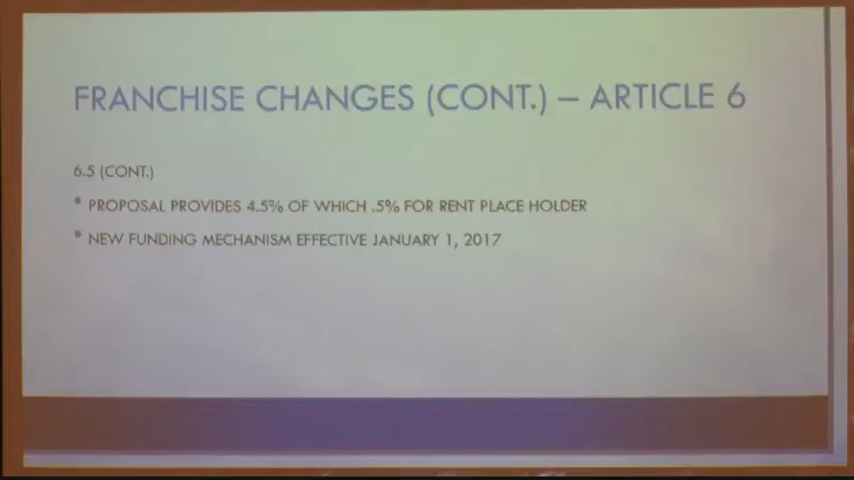 FRANCHISE CHANGES (CONT.) – ARTICLE 6
6.5 (CONT.)
• PROPOSAL PROVIDES 4.5% OF WHICH .5% FOR RENT PLACE HOLDER
• NEW FUNDING MECHANISM EFFECTIVE JANUARY 1, 2017